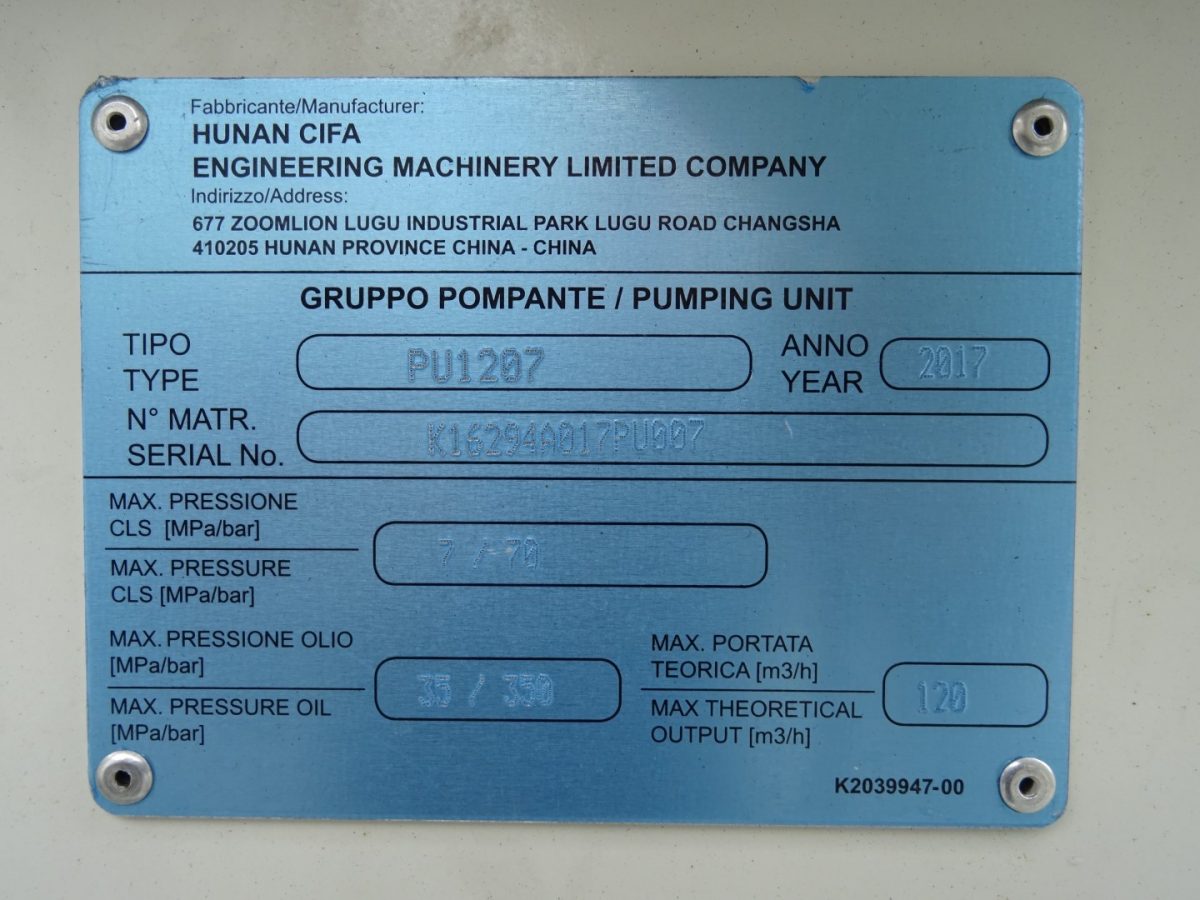 Fabbricante/Manufacturer:
HUNAN CIFA
ENGINEERING MACHINERY LIMITED COMPANY
Indirizzo/Address:
677 ZOOMLION LUGU INDUSTRIAL PARK LUGU ROAD CHANGSHA
410205 HUNAN PROVINCE CHINA - CHINA
GRUPPO POMPANTE / PUMPING UNIT
TIPO
TYPE
PU1207
ANNO
YEAR
2017
N° MATR.
SERIAL No.
K16294A017PU007
MAX. PRESSIONE
CLS [MPa/bar]
MAX. PRESSURE
CLS [MPa/bar]
7 / 70
MAX. PRESSIONE OLIO
[MPa/bar]
MAX. PRESSURE OIL
[MPa/bar]
35 / 350
MAX. PORTATA
TEORICA [m3/h]
MAX THEORETICAL
OUTPUT [m3/h]
120
K2039947-00